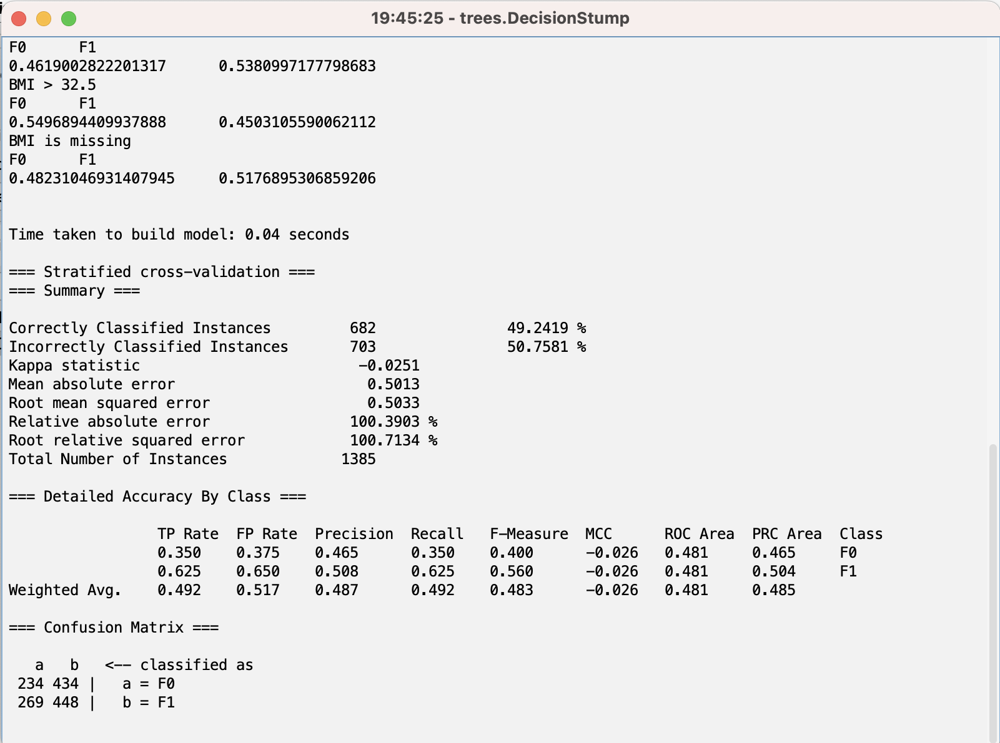 19:45:25 - trees.DecisionStump
F0 F1
0.4619002822201317 0.5380997177798683
BMI > 32.5
F0 F1
0.5496894409937888 0.4503105590062112
BMI is missing
F0 F1
0.48231046931407945 0.5176895306859206
Time taken to build model: 0.04 seconds
=== Stratified cross-validation ===
=== Summary ===
Correctly Classified Instances 682 49.2419 %
Incorrectly Classified Instances 703 50.7581 %
Kappa statistic -0.0251
Mean absolute error 0.5013
Root mean squared error 0.5033
Relative absolute error 100.3903 %
Root relative squared error 100.7134 %
Total Number of Instances 1385
=== Detailed Accuracy By Class ===
TP Rate FP Rate Precision Recall F-Measure MCC ROC Area PRC Area Class
0.350 0.375 0.465 0.350 0.400 -0.026 0.481 0.465 F0
0.625 0.650 0.508 0.625 0.560 -0.026 0.481 0.504 F1
Weighted Avg. 0.492 0.517 0.487 0.492 0.483 -0.026 0.481 0.485
=== Confusion Matrix ===
a b <-- classified as
234 434 | a = F0
269 448 | b = F1